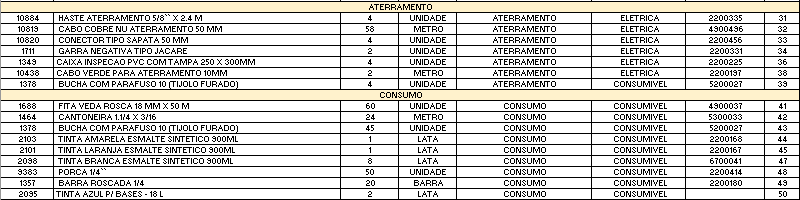 ATERRAMENTO
10884 HASTE ATERRAMENTO 5/8`` X 2.4 M 4 UNIDADE ATERRAMENTO ELETRICA 2200335 31
10819 CABO COBRE NU ATERRAMENTO 50 MM 58 METRO ATERRAMENTO ELETRICA 4900496 32
10820 CONECTOR TIPO SAPATA 50 MM 4 UNIDADE ATERRAMENTO ELETRICA 2200456 33
1711 GARRA NEGATIVA TIPO JACARE 2 UNIDADE ATERRAMENTO ELETRICA 2200331 34
1349 CAIXA INSPECAO PVC COM TAMPA 250 X 300MM 4 UNIDADE ATERRAMENTO ELETRICA 2200225 36
10438 CABO VERDE PARA ATERRAMENTO 10MM 2 METRO ATERRAMENTO ELETRICA 2200197 38
1378 BUCHA COM PARAFUSO 10 (TIJOLO FURADO) 4 UNIDADE ATERRAMENTO CONSUMIVEL 5200027 39
CONSUMO
1688 FITA VEDA ROSCA 18 MM X 50 M 60 UNIDADE CONSUMO CONSUMIVEL 4900037 41
1464 CANTONEIRA 1.1/4 X 3/16 24 METRO CONSUMO CONSUMIVEL 5300033 42
1378 BUCHA COM PARAFUSO 10 (TIJOLO FURADO) 45 UNIDADE CONSUMO CONSUMIVEL 5200027 43
2103 TINTA AMARELA ESMALTE SINTETICO 900ML 1 LATA CONSUMO CONSUMIVEL 2200168 44
2101 TINTA LARANJA ESMALTE SINTETICO 900ML 1 LATA CONSUMO CONSUMIVEL 2200167 45
2098 TINTA BRANCA ESMALTE SINTETICO 900ML 8 LATA CONSUMO CONSUMIVEL 6700041 47
9383 PORCA 1/4`` 50 UNIDADE CONSUMO CONSUMIVEL 2200414 48
1357 BARRA ROSCADA 1/4 20 BARRA CONSUMO CONSUMIVEL 2200180 49
2095 TINTA AZUL P/ BASES - 18 L 2 LATA CONSUMO CONSUMIVEL 50